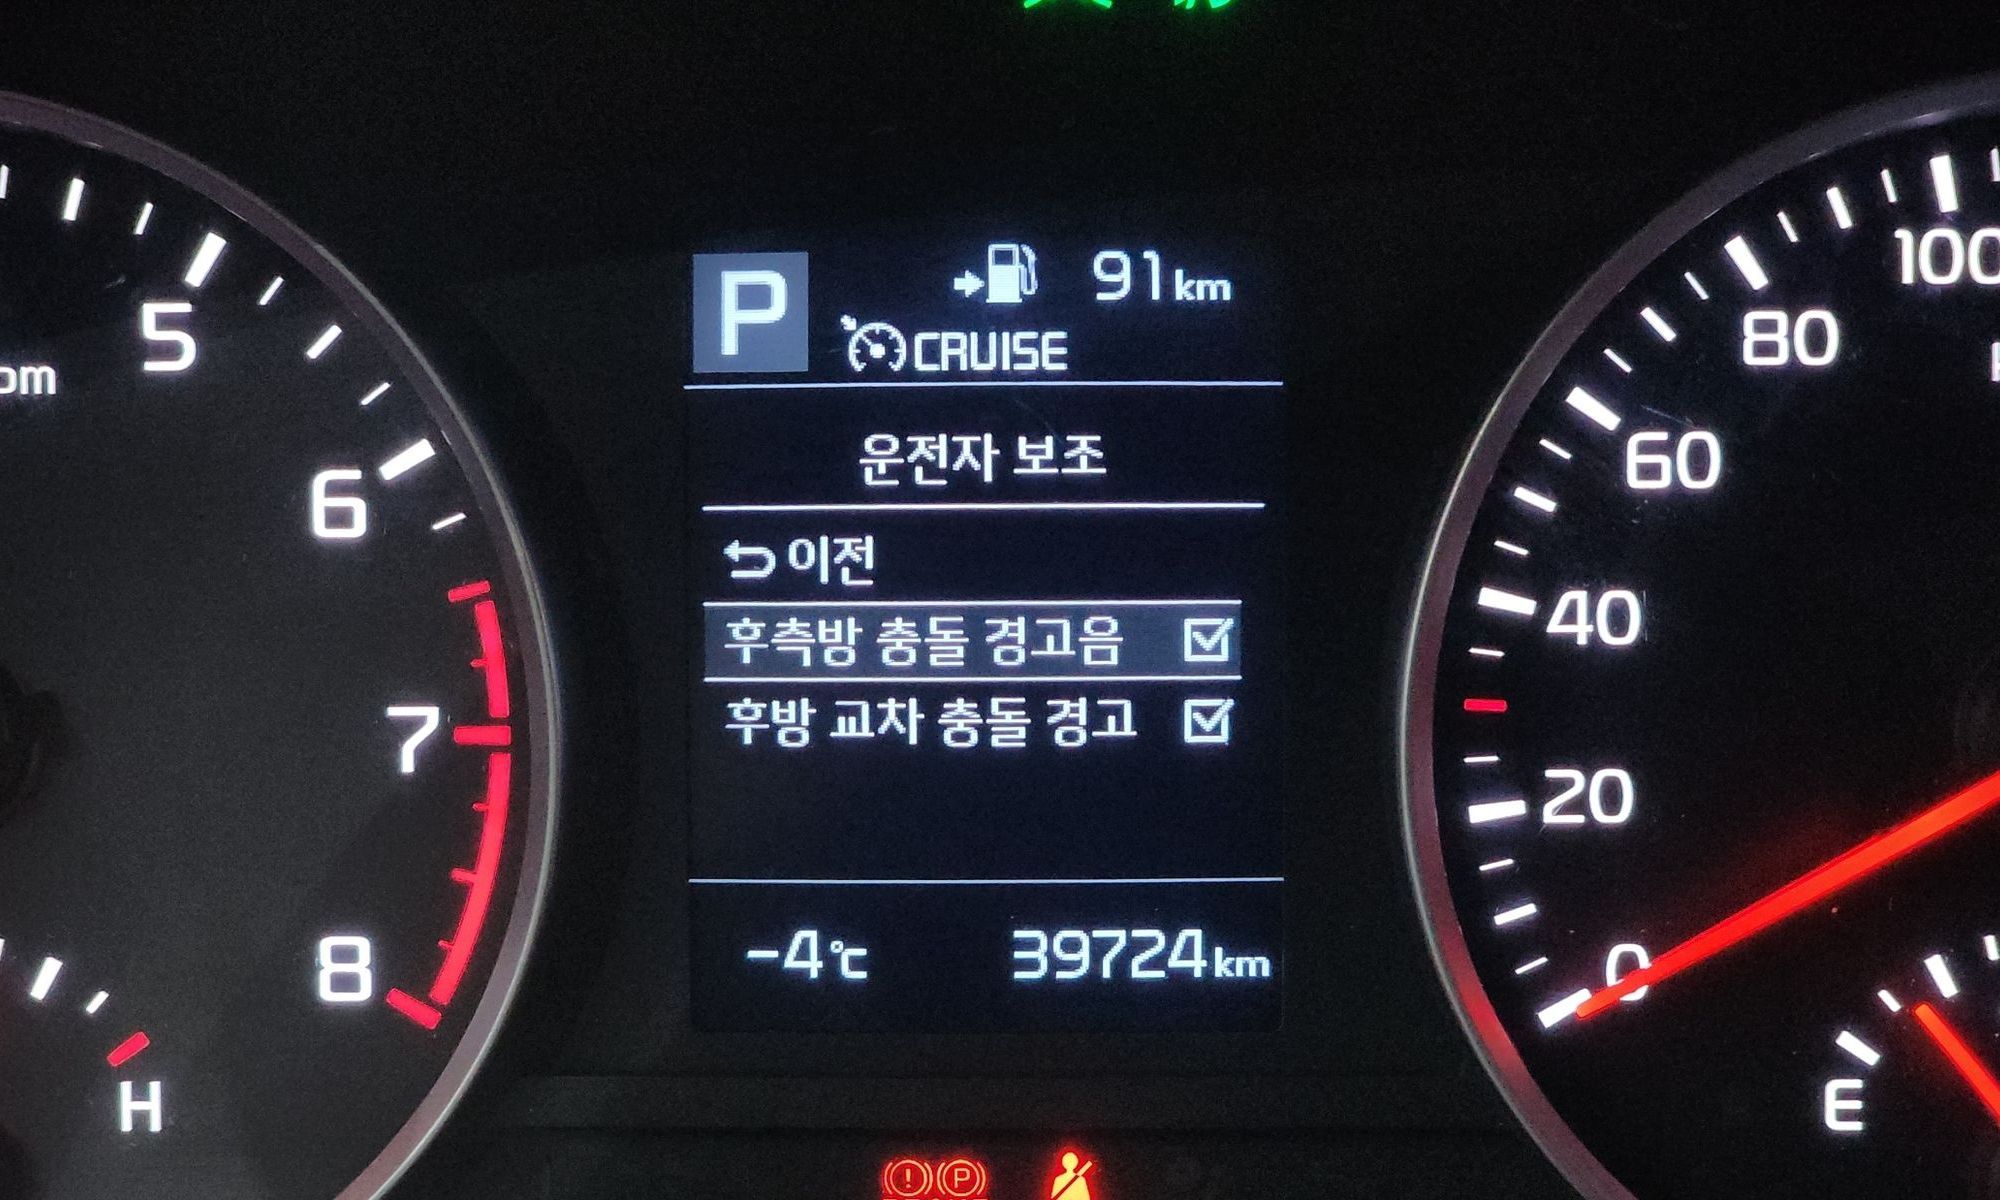 P
91km
CRUISE
운전자 보조
이전
후측방 충돌 경고음
후방 교차 충돌 경고
-4℃
39724km
5
6
7
8
H
100
80
60
40
20
0
E
(!) (P)